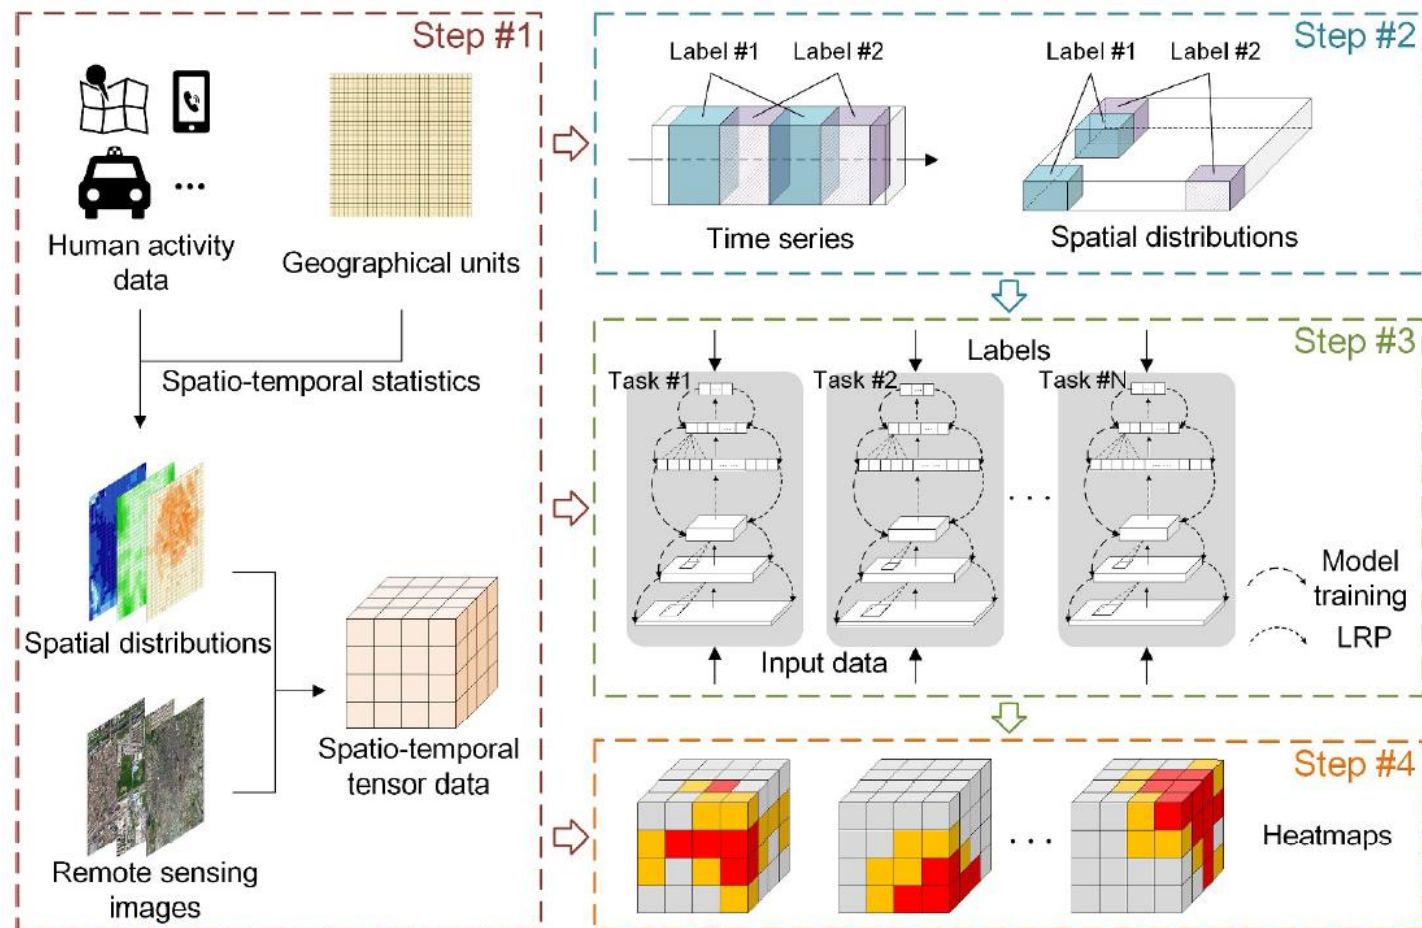 Step #1
Human activity
data
Geographical units
Spatio-temporal statistics
Spatial distributions
Remote sensing
images
Spatio-temporal
tensor data
Step #2
Label #1
Label #2
Time series
Label #1
Label #2
Spatial distributions
Step #3
Labels
Task #1
Task #2
Task #N
...
Input data
Model
training
LRP
Step #4
...
Heatmaps